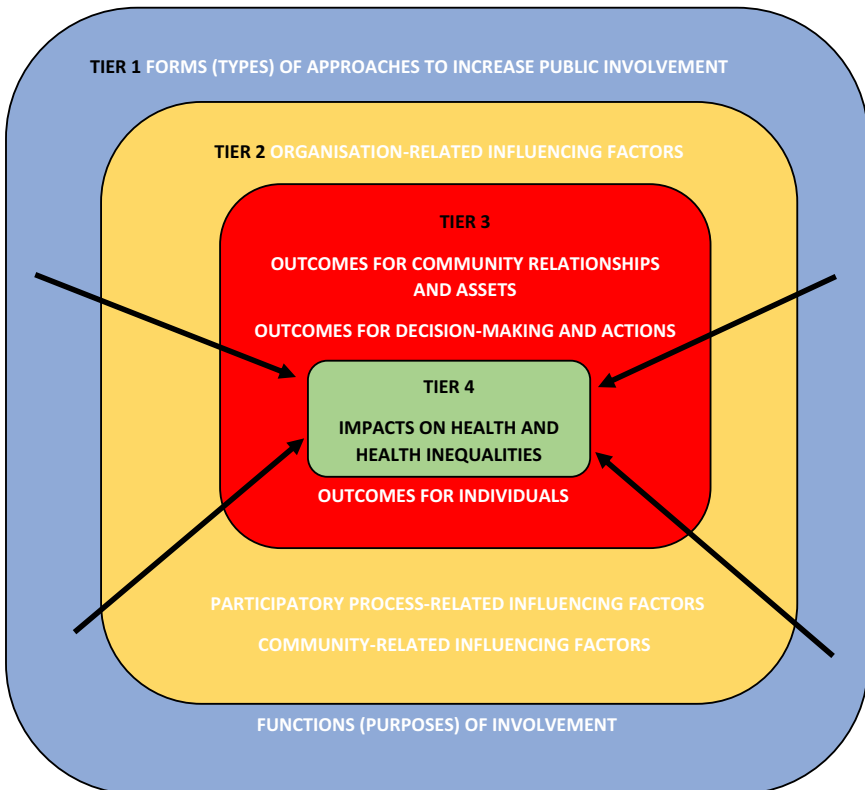 TIER 1 FORMS (TYPES) OF APPROACHES TO INCREASE PUBLIC INVOLVEMENT
TIER 2 ORGANISATION-RELATED INFLUENCING FACTORS
TIER 3
OUTCOMES FOR COMMUNITY RELATIONSHIPS
AND ASSETS
OUTCOMES FOR DECISION-MAKING AND ACTIONS
TIER 4
IMPACTS ON HEALTH AND
HEALTH INEQUALITIES
OUTCOMES FOR INDIVIDUALS
PARTICIPATORY PROCESS-RELATED INFLUENCING FACTORS
COMMUNITY-RELATED INFLUENCING FACTORS
FUNCTIONS (PURPOSES) OF INVOLVEMENT